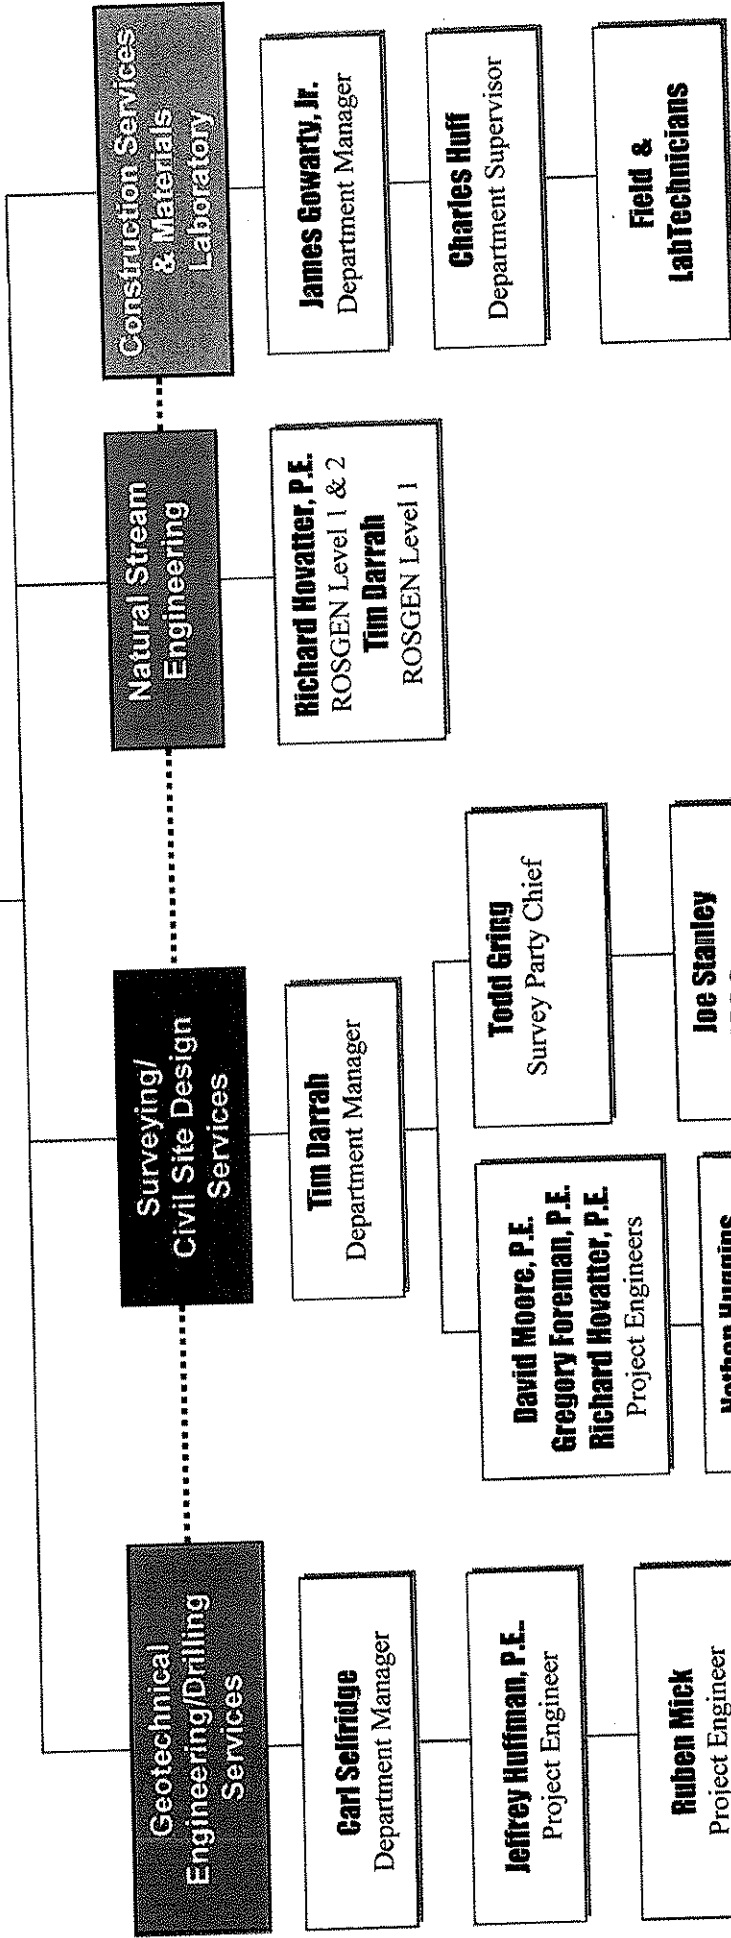 Geotechnical
Engineering/Drilling
Services
Carl Selfridge
Department Manager
Jeffrey Huffman, P.E.
Project Engineer
Ruben Mick
Project Engineer
Surveying/
Civil Site Design
Services
Tim Darrah
Department Manager
David Moore, P.E.
Gregory Foreman, P.E.
Richard Hovatter, P.E.
Project Engineers
Nathan Huggins
Todd Gring
Survey Party Chief
Joe Stanley
Natural Stream
Engineering
Richard Hovatter, P.E.
ROSGEN Level 1 & 2
Tim Darrah
ROSGEN Level 1
Construction Services
& Materials
Laboratory
James Gowarty, Jr.
Department Manager
Charles Huff
Department Supervisor
Field &
LabTechnicians